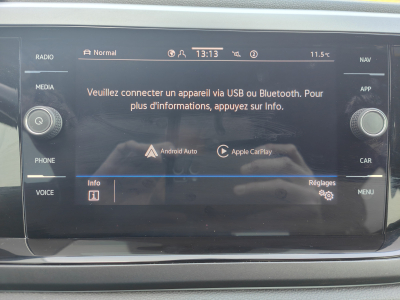 RADIO
Normal
13:13
11.5°C
NAV
MEDIA
Veuillez connecter un appareil via USB ou Bluetooth. Pour
plus d'informations, appuyez sur Info.
APP
PHONE
Android Auto
Apple CarPlay
CAR
VOICE
Info
Réglages
MENU